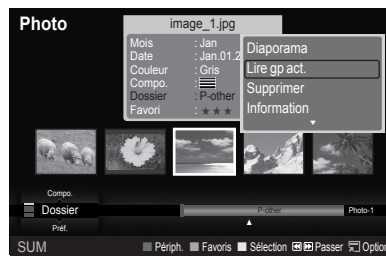 Photo
image_1.jpg
Mois : Jan
Date : Jan.01.2
Couleur : Gris
Compo. :
Dossier : P-other
Favori : ★ ★ ★
Diaporama
Lire gp act.
Supprimer
Information
Compo.
Dossier
Préf.
P-other
Photo-1
SUM
Périph. Favoris Sélection Passer Option